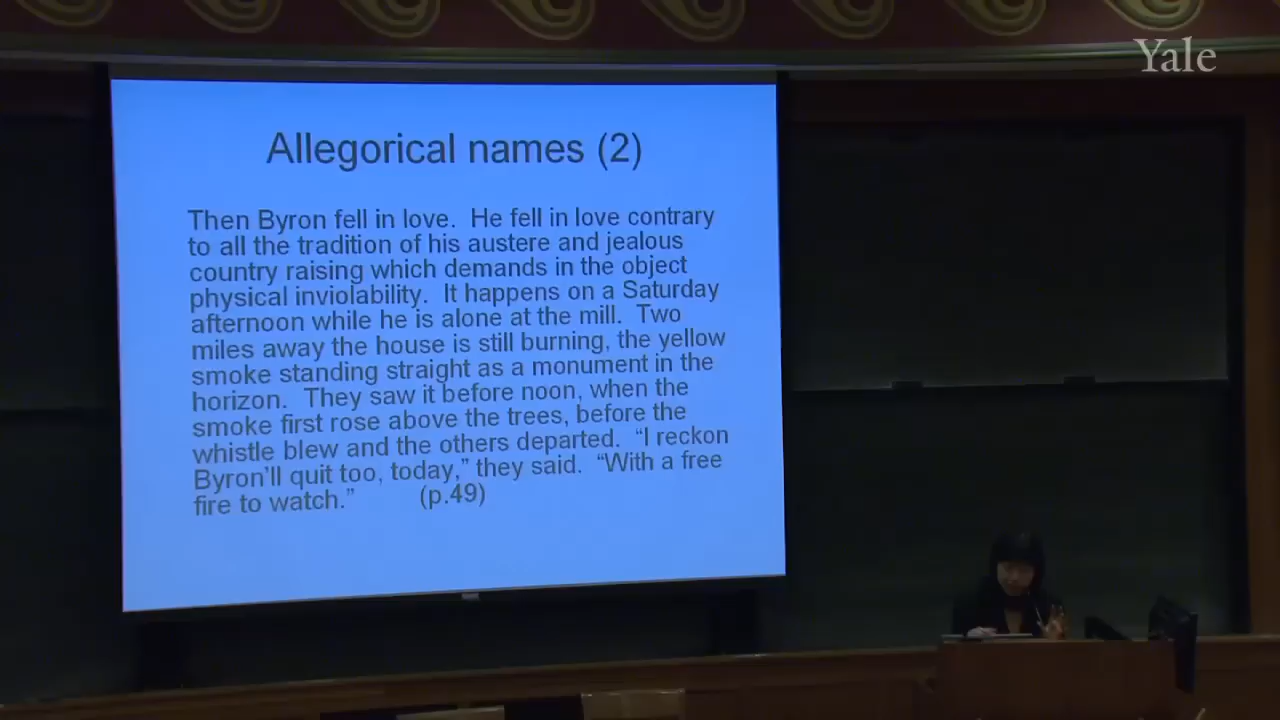 Yale
Allegorical names (2)
Then Byron fell in love. He fell in love contrary
to all the tradition of his austere and jealous
country raising which demands in the object
physical inviolability. It happens on a Saturday
afternoon while he is alone at the mill. Two
miles away the house is still burning, the yellow
smoke standing straight as a monument in the
horizon. They saw it before noon, when the
smoke first rose above the trees, before the
whistle blew and the others departed. “I reckon
Byron’ll quit too, today,” they said. “With a free
fire to watch.” (p.49)